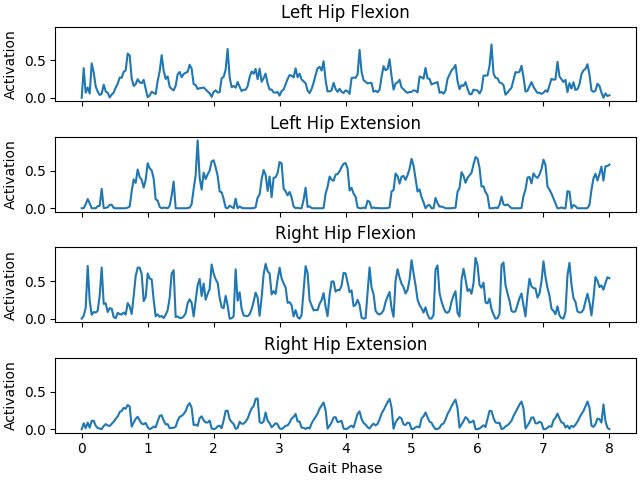 Left Hip Flexion
Activation
0.5
0.0
Left Hip Extension
Activation
0.5
0.0
Right Hip Flexion
Activation
0.5
0.0
Right Hip Extension
Activation
0.5
0.0
0 1 2 3 4 5 6 7 8
Gait Phase